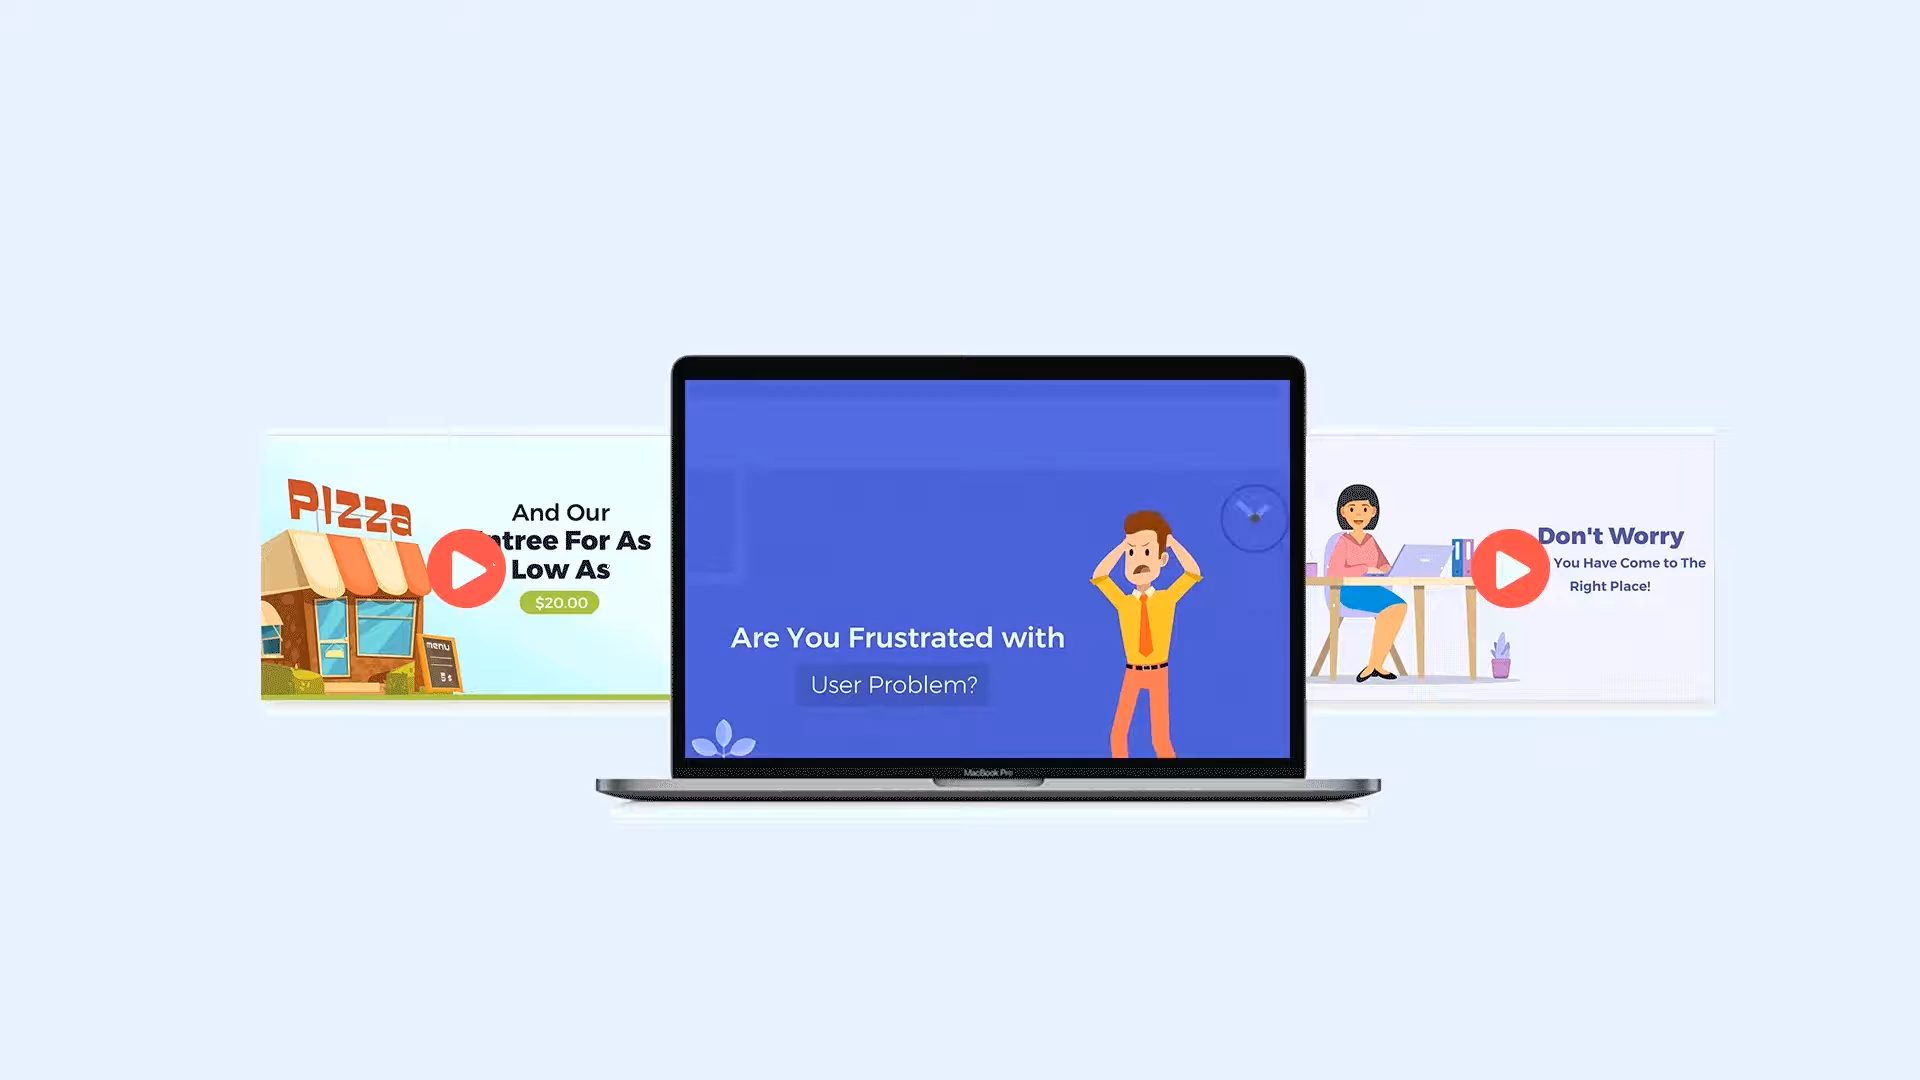 PIZZA
And Our
ntree For As
Low As
$20.00
menu
Are You Frustrated with
User Problem?
MacBook Pro
Don't Worry
You Have Come to The
Right Place!